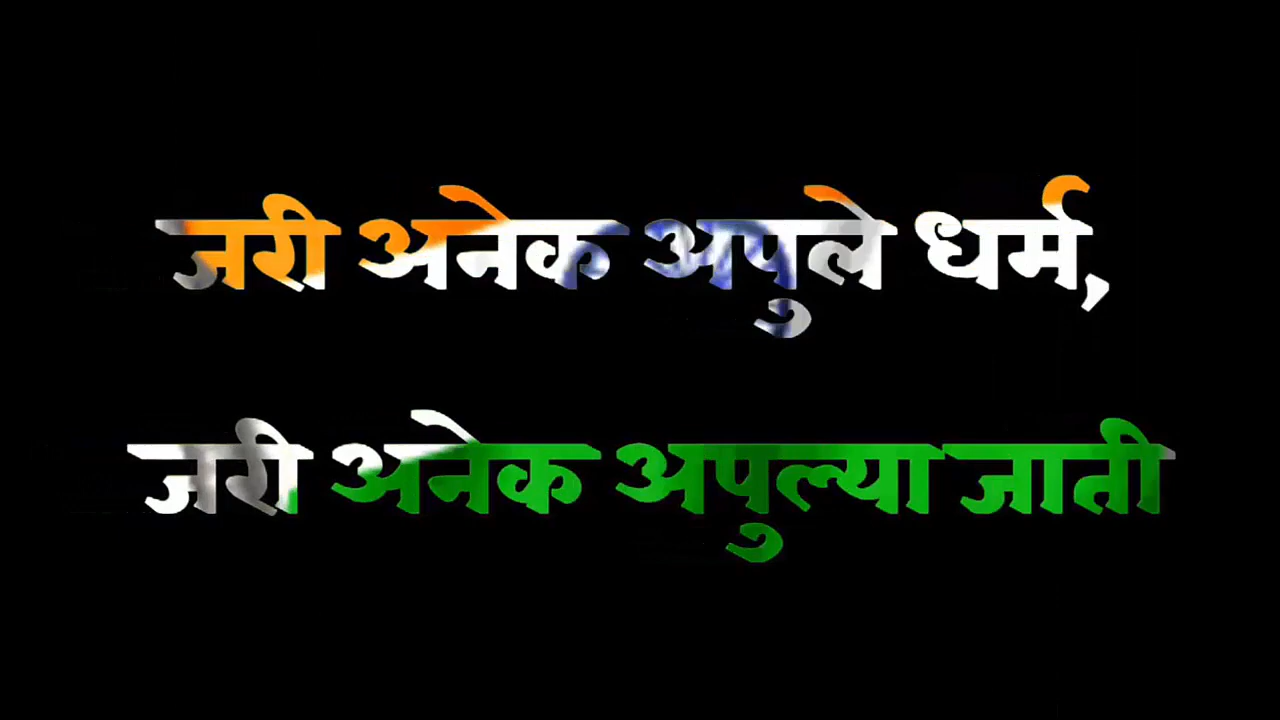 जरी अनेक अपुले धर्म,
जरी अनेक अपुल्या जाती